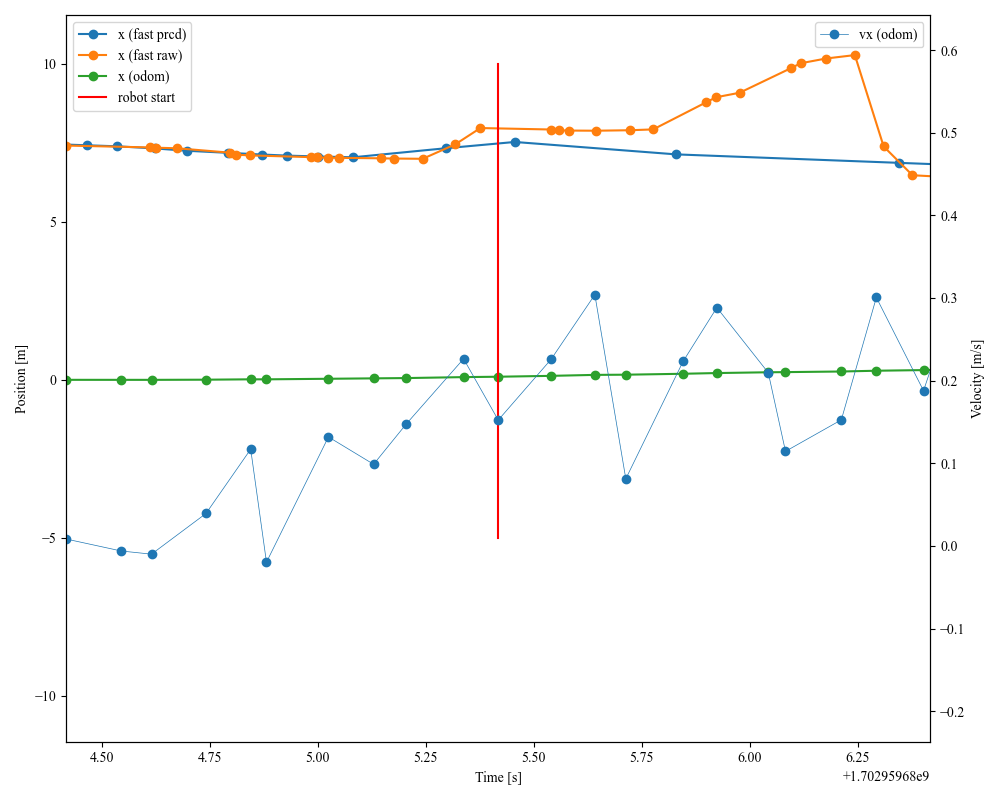 x (fast prcd)
x (fast raw)
x (odom)
robot start
vx (odom)
10
5
0
−5
−10
Position [m]
0.6
0.5
0.4
0.3
0.2
0.1
0.0
−0.1
−0.2
Velocity [m/s]
4.50 4.75 5.00 5.25 5.50 5.75 6.00 6.25
Time [s]
+1.70295968e9